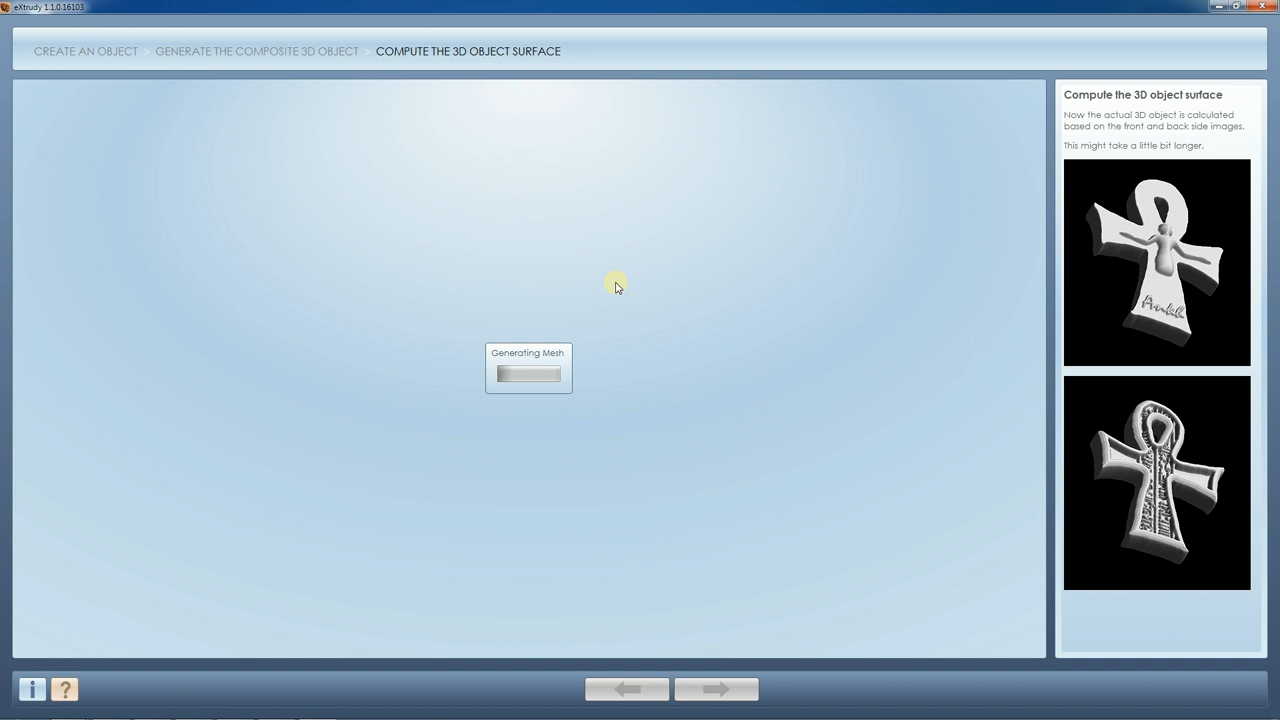 eXtrudy 1.1.0.16103
CREATE AN OBJECT > GENERATE THE COMPOSITE 3D OBJECT > COMPUTE THE 3D OBJECT SURFACE
Generating Mesh
Compute the 3D object surface
Now the actual 3D object is calculated
based on the front and back side images.
This might take a little bit longer.
Ankh
i ?